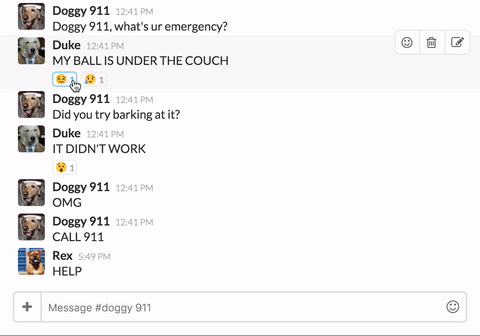 Doggy 911 12:41 PM
Doggy 911, what's ur emergency?
Duke 12:41 PM
MY BALL IS UNDER THE COUCH
1 1
Doggy 911 12:41 PM
Did you try barking at it?
Duke 12:41 PM
IT DIDN'T WORK
1
Doggy 911 12:41 PM
OMG
Doggy 911 12:41 PM
CALL 911
Rex 5:49 PM
HELP
+ Message #doggy 911